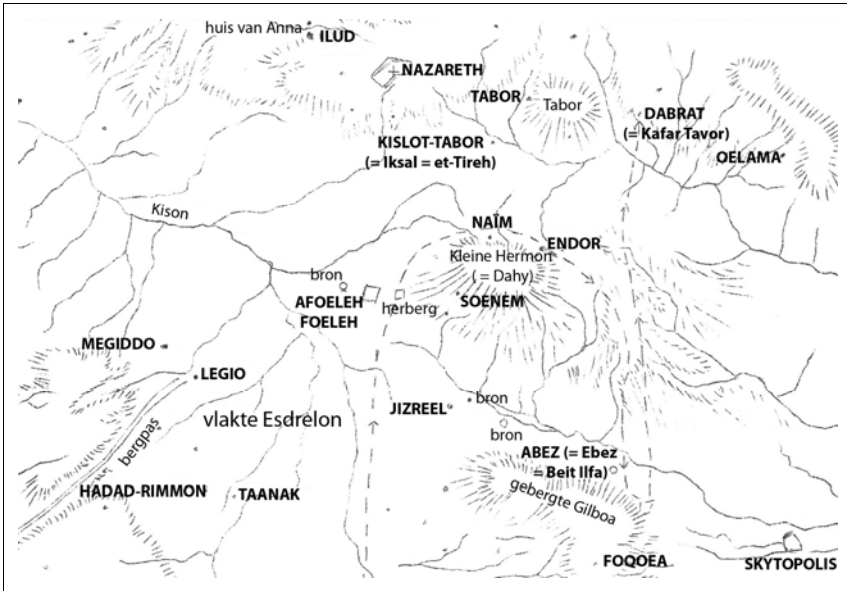 huis van Anna
ILUD
NAZARETH
TABOR
Tabor
DABRAT
(= Kafar Tavor)
KISLOT-TABOR
(= Iksal = et-Tireh)
OELAMA
Kison
NAÏM
ENDOR
Kleine Hermon
( = Dahy)
bron
AFOELEH
FOELEH
herberg
SOENEM
MEGIDDO
LEGIO
JIZREEL
bron
vlakte Esdrelon
bron
bergpas
ABEZ (= Ebez
= Beit Ilfa)
HADAD-RIMMON
TAANAK
gebergte Gilboa
FOQOEA
SKYTOPOLIS